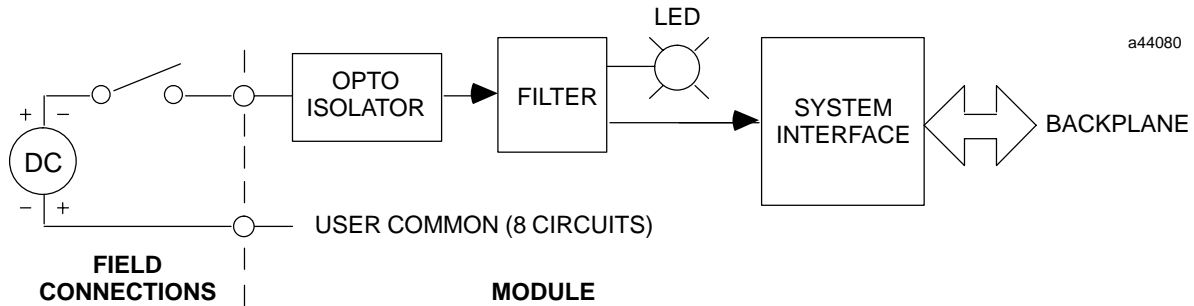 LED
a44080
OPTO
ISOLATOR
FILTER
SYSTEM
INTERFACE
BACKPLANE
+ −
DC
− +
USER COMMON (8 CIRCUITS)
FIELD
CONNECTIONS
MODULE